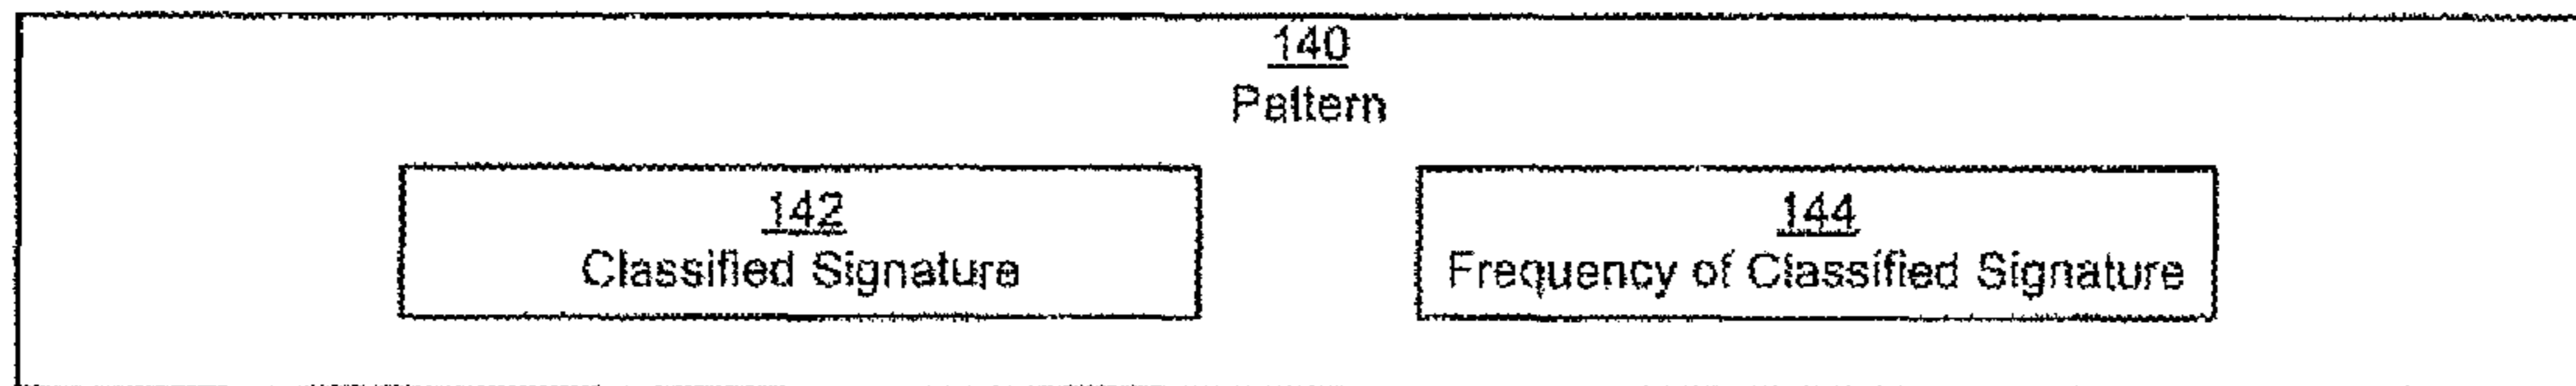 140
Pattern
142
Classified Signature
144
Frequency of Classified Signature